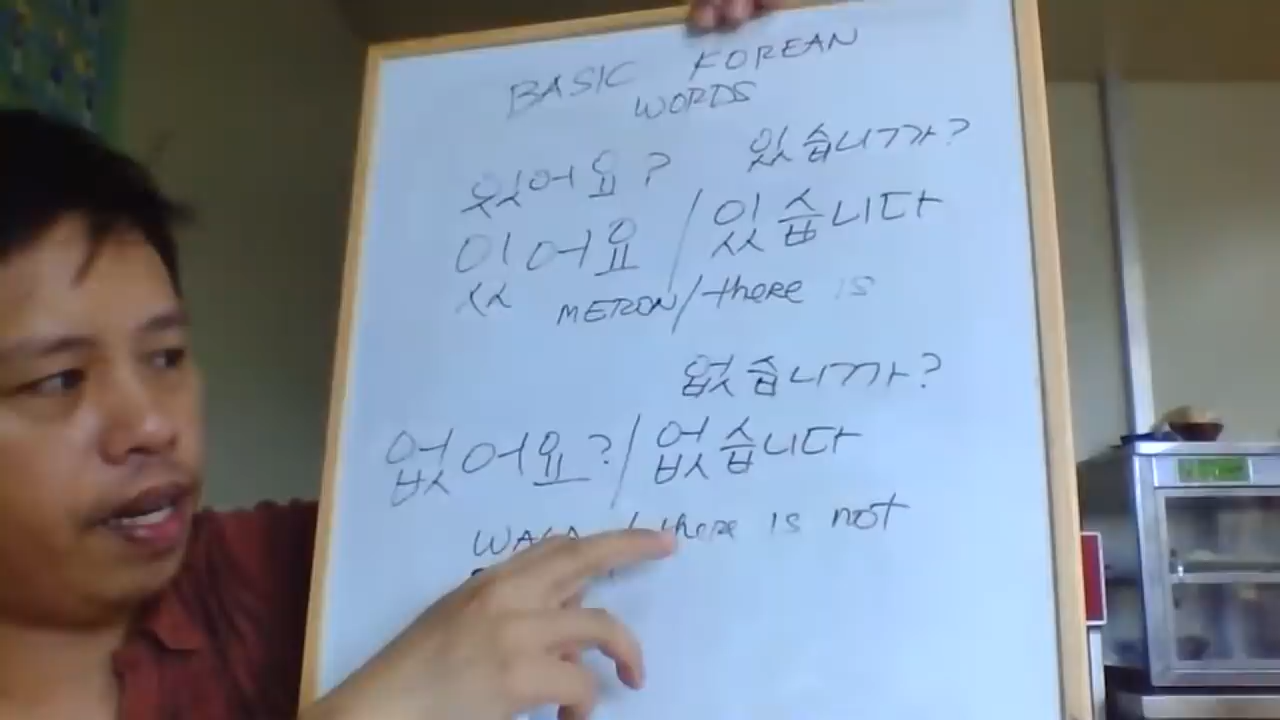 BASIC KOREAN
WORDS
있어요? 있습니까?
있어요 / 있습니다
MERON / there is
없습니까?
없어요? / 없습니다
/ there is not